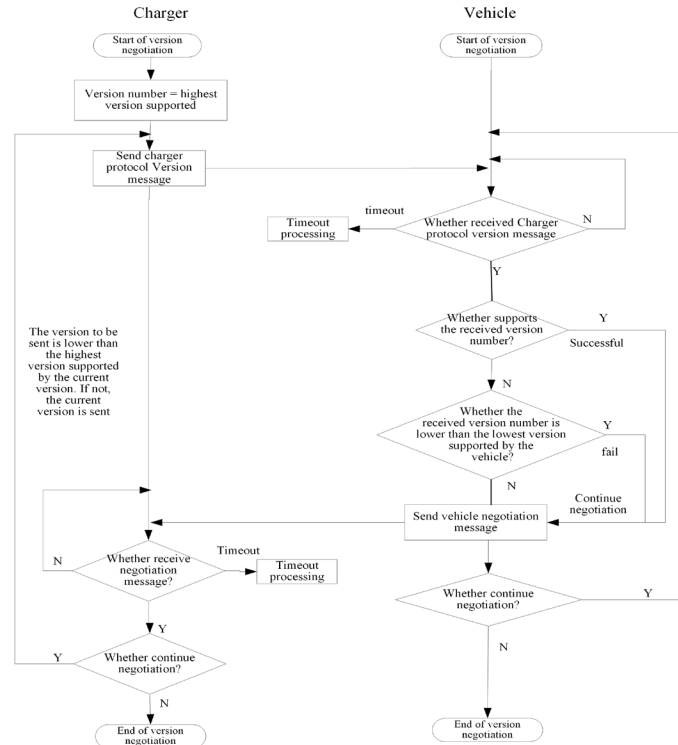 Charger
Vehicle
Start of version
negotiation
Start of version
negotiation
Version number = highest
version supported
Send charger
protocol Version
message
timeout
Timeout
processing
Whether received Charger
protocol version message
N
Y
Whether supports
the received version
number?
Y
Successful
The version to be
sent is lower than
the highest
version supported
by the current
version. If not,
the current
version is sent
N
Whether the
received version number is
lower than the lowest version
supported by the
vehicle?
Y
fail
N
Continue
negotiation
Send vehicle negotiation
message
Whether receive
negotiation
message?
N
Timeout
Timeout
processing
Y
Whether continue
negotiation?
Y
N
Whether continue
negotiation?
Y
N
End of version
negotiation
End of version
negotiation